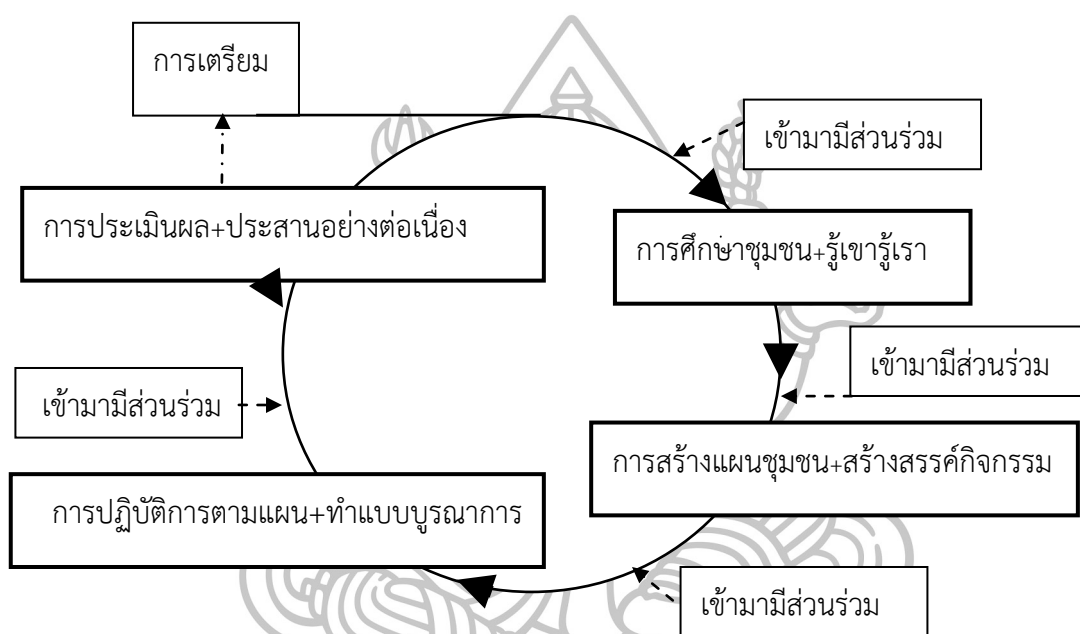 การเตรียม
เข้ามามีส่วนร่วม
การประเมินผล+ประสานอย่างต่อเนื่อง
การศึกษาชุมชน+รู้เขารู้เรา
เข้ามามีส่วนร่วม
เข้ามามีส่วนร่วม
การสร้างแผนชุมชน+สร้างสรรค์กิจกรรม
การปฏิบัติการตามแผน+ทำแบบบูรณาการ
เข้ามามีส่วนร่วม